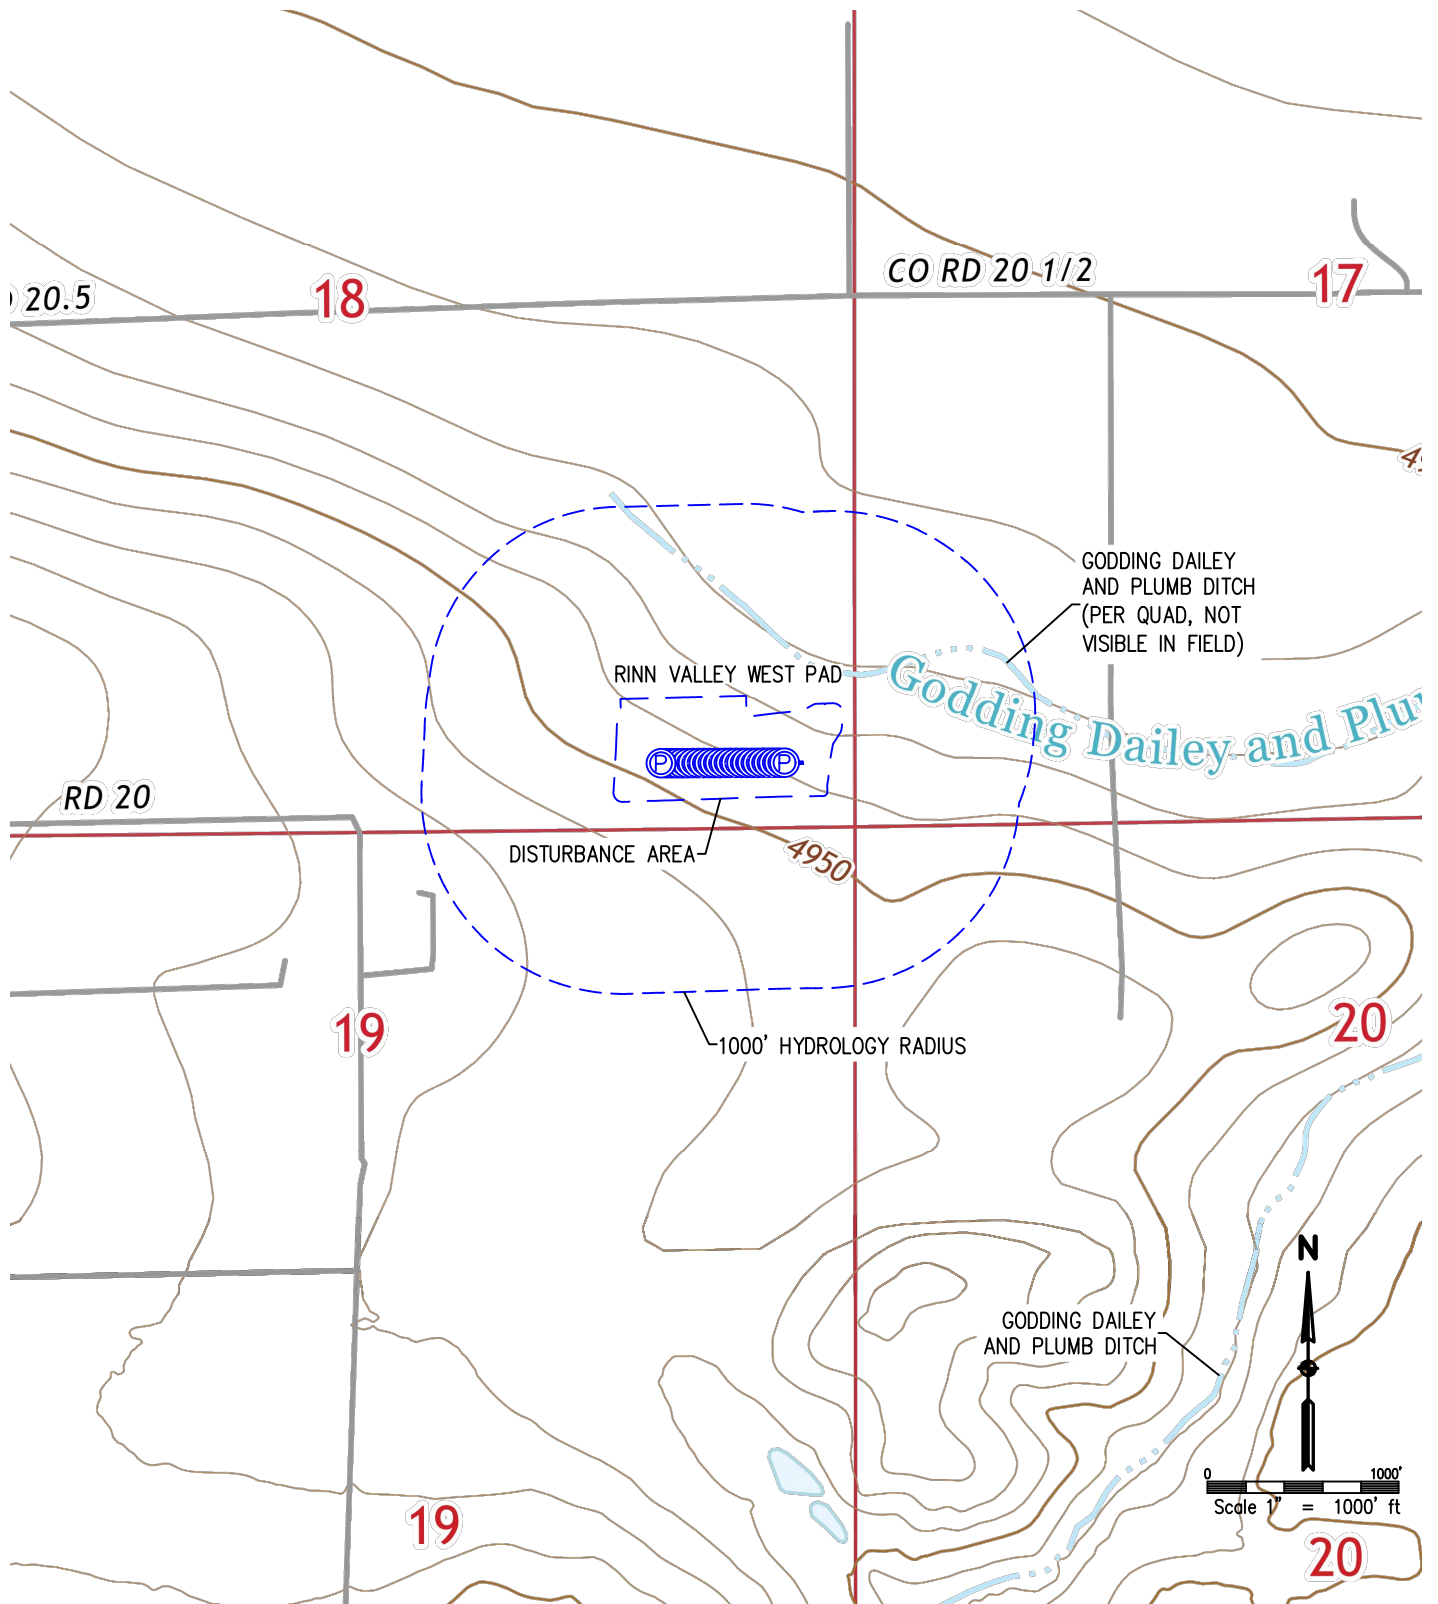 CO RD 20 1/2
20.5
18
17
GODDING DAILEY
AND PLUMB DITCH
(PER QUAD, NOT
VISIBLE IN FIELD)
RINN VALLEY WEST PAD
Godding Dailey and
P
P
RD 20
DISTURBANCE AREA
4950
19
20
1000' HYDROLOGY RADIUS
N
GODDING DAILEY
AND PLUMB DITCH
0 1000'
Scale 1" = 1000' ft
19
20